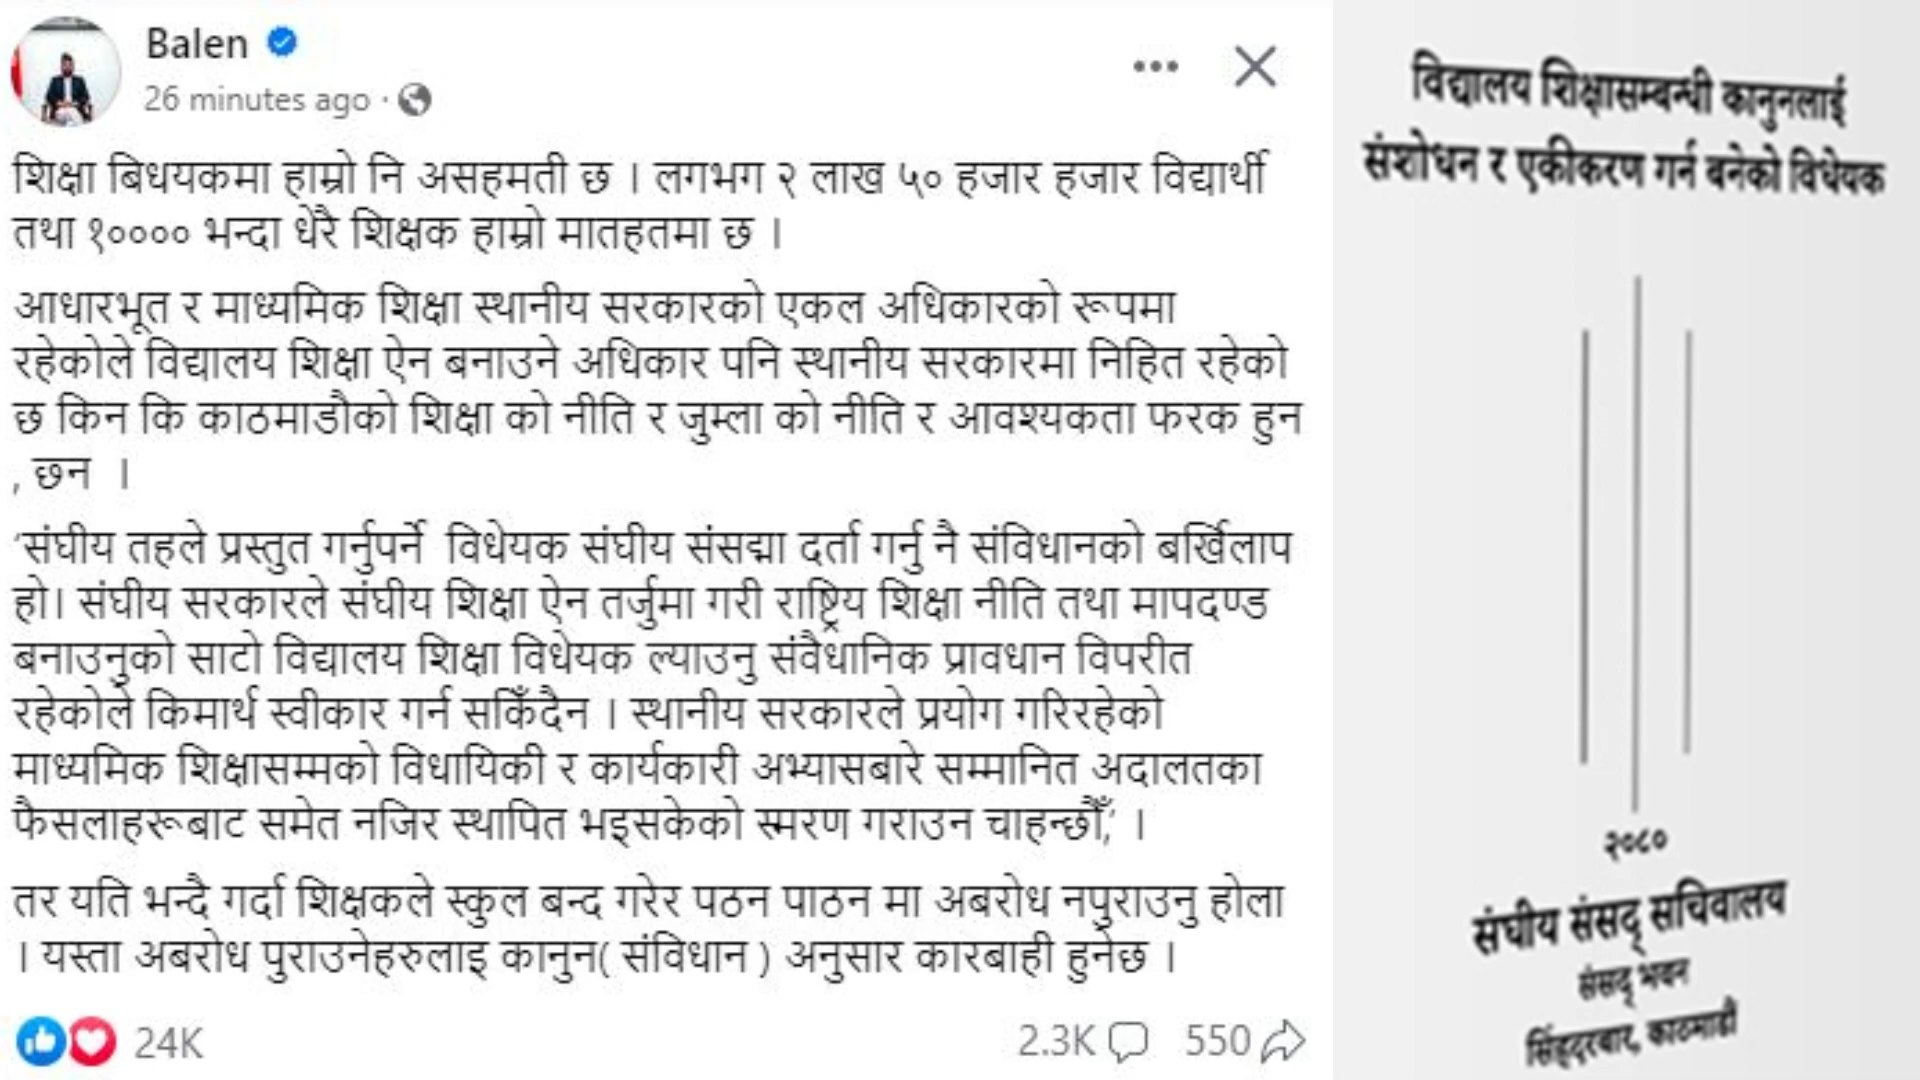 Balen
26 minutes ago ·
शिक्षा बिधयकमा हाम्रो नि असहमती छ । लगभग २ लाख ५० हजार हजार विद्यार्थी
तथा १०००० भन्दा धेरै शिक्षक हाम्रो मातहतमा छ ।
आधारभूत र माध्यमिक शिक्षा स्थानीय सरकारको एकल अधिकारको रूपमा
रहेकोले विद्यालय शिक्षा ऐन बनाउने अधिकार पनि स्थानीय सरकारमा निहित रहेको
छ किन कि काठमाडौको शिक्षा को नीति र जुम्ला को नीति र आवश्यकता फरक हुन
, छन ।
‘संघीय तहले प्रस्तुत गर्नुपर्ने विधेयक संघीय संसद्मा दर्ता गर्नु नै संविधानको बर्खिलाप
हो। संघीय सरकारले संघीय शिक्षा ऐन तर्जुमा गरी राष्ट्रिय शिक्षा नीति तथा मापदण्ड
बनाउनुको साटो विद्यालय शिक्षा विधेयक ल्याउनु संवैधानिक प्रावधान विपरीत
रहेकोले किमार्थ स्वीकार गर्न सकिँदैन । स्थानीय सरकारले प्रयोग गरिरहेको
माध्यमिक शिक्षासम्मको विधायिकी र कार्यकारी अभ्यासबारे सम्मानित अदालतका
फैसलाहरूबाट समेत नजिर स्थापित भइसकेको स्मरण गराउन चाहन्छौँ,’ ।
तर यति भन्दै गर्दा शिक्षकले स्कुल बन्द गरेर पठन पाठन मा अबरोध नपुराउनु होला
। यस्ता अबरोध पुराउनेहरुलाइ कानुन( संविधान ) अनुसार कारबाही हुनेछ ।
24K
2.3K
550
विद्यालय शिक्षासम्बन्धी कानुनलाई
संशोधन र एकीकरण गर्न बनेको विधेयक
२०८०
संघीय संसद् सचिवालय
संसद् भवन
सिंहदरबार, काठमाडौं